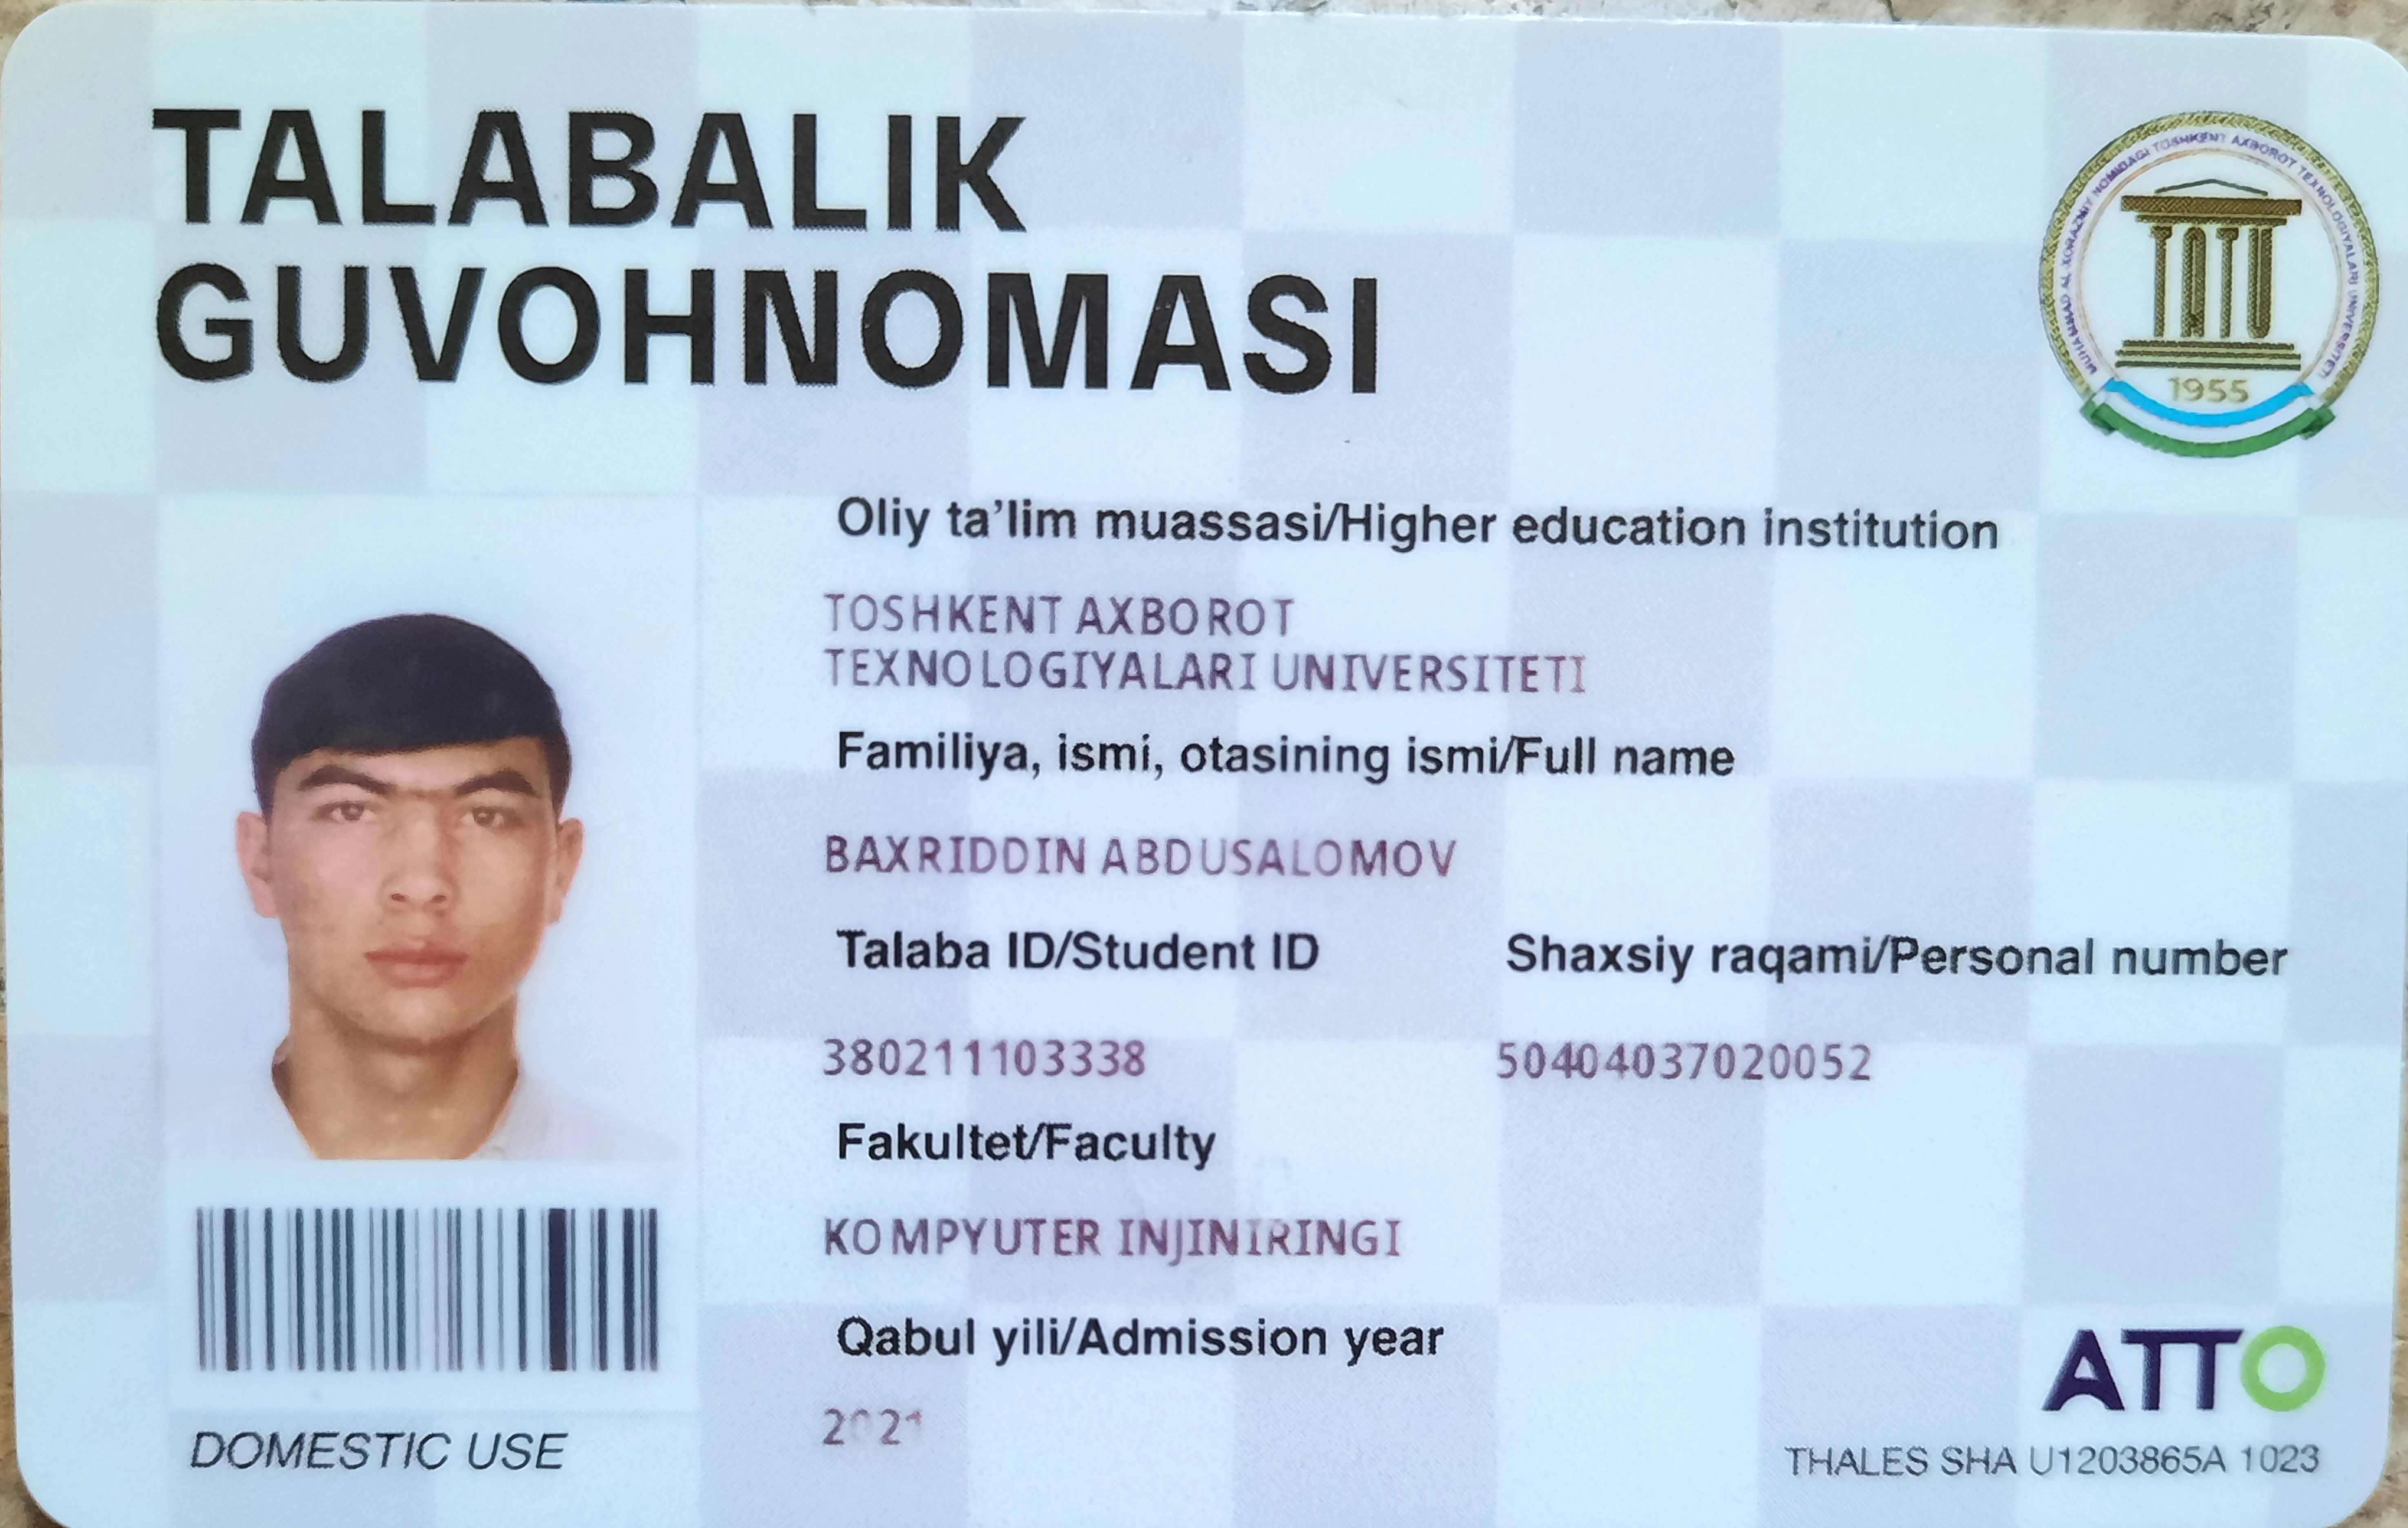 TALABALIK
GUVOHNOMASI
MUHAMMAD AL-XORAZMIY NOMIDAGI TOSHKENT AXBOROT TEXNOLOGIYALARI UNIVERSITETI
TATU
1955
Oliy ta'lim muassasi/Higher education institution
TOSHKENT AXBOROT
TEXNOLOGIYALARI UNIVERSITETI
Familiya, ismi, otasining ismi/Full name
BAXRIDDIN ABDUSALOMOV
Talaba ID/Student ID Shaxsiy raqami/Personal number
380211103338 50404037020052
Fakultet/Faculty
KOMPYUTER INJINIRINGI
Qabul yili/Admission year
2021
DOMESTIC USE
ATTO
THALES SHA U1203865A 1023